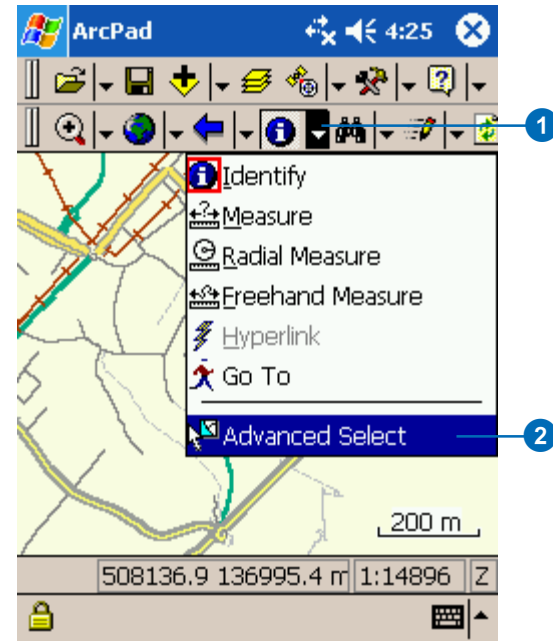 ArcPad 4:25
1
Identify
Measure
Radial Measure
Freehand Measure
Hyperlink
Go To
Advanced Select
2
200 m
508136.9 136995.4 m 1:14896 Z